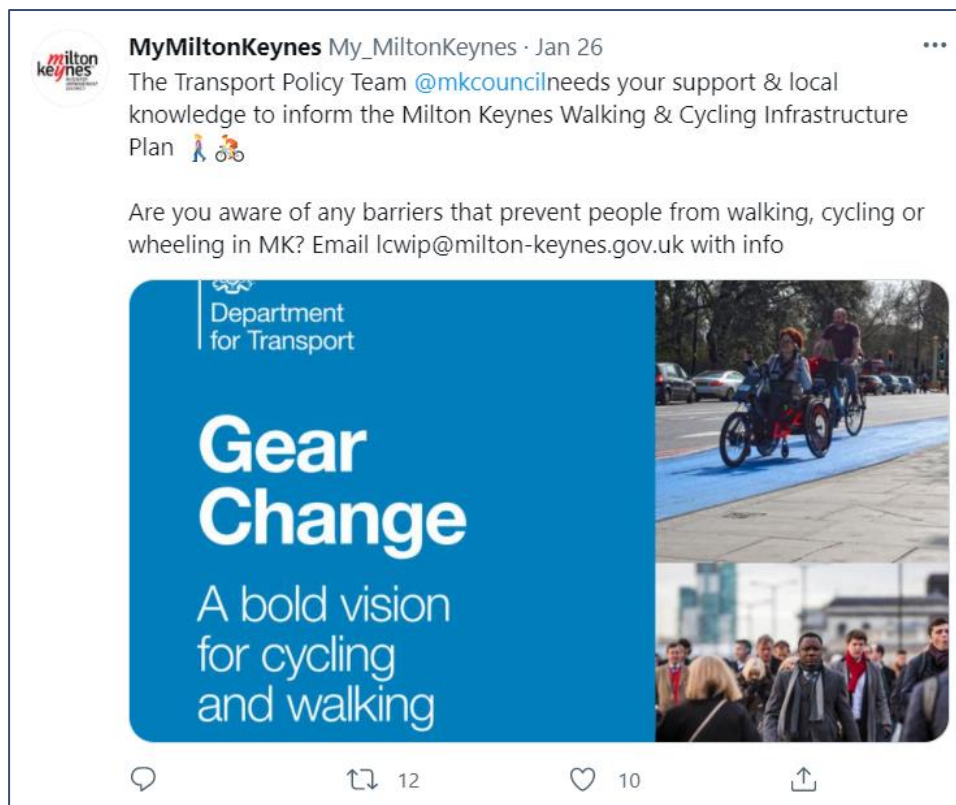 milton
keynes
MyMiltonKeynes My_MiltonKeynes · Jan 26
The Transport Policy Team @mkcouncilneeds your support & local
knowledge to inform the Milton Keynes Walking & Cycling Infrastructure
Plan 🚶🚴
Are you aware of any barriers that prevent people from walking, cycling or
wheeling in MK? Email lcwip@milton-keynes.gov.uk with info
Department
for Transport
Gear
Change
A bold vision
for cycling
and walking
12 10